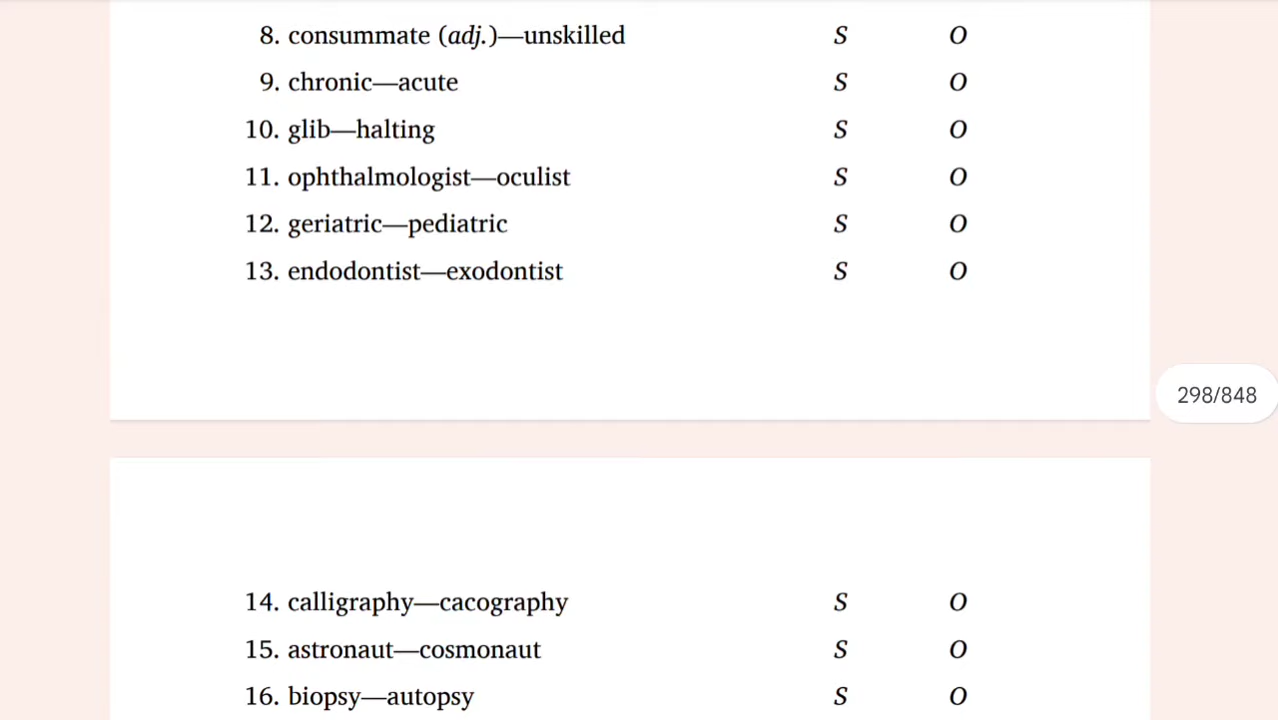 8. consummate (adj.)—unskilled S O
9. chronic—acute S O
10. glib—halting S O
11. ophthalmologist—oculist S O
12. geriatric—pediatric S O
13. endodontist—exodontist S O
298/848
14. calligraphy—cacography S O
15. astronaut—cosmonaut S O
16. biopsy—autopsy S O